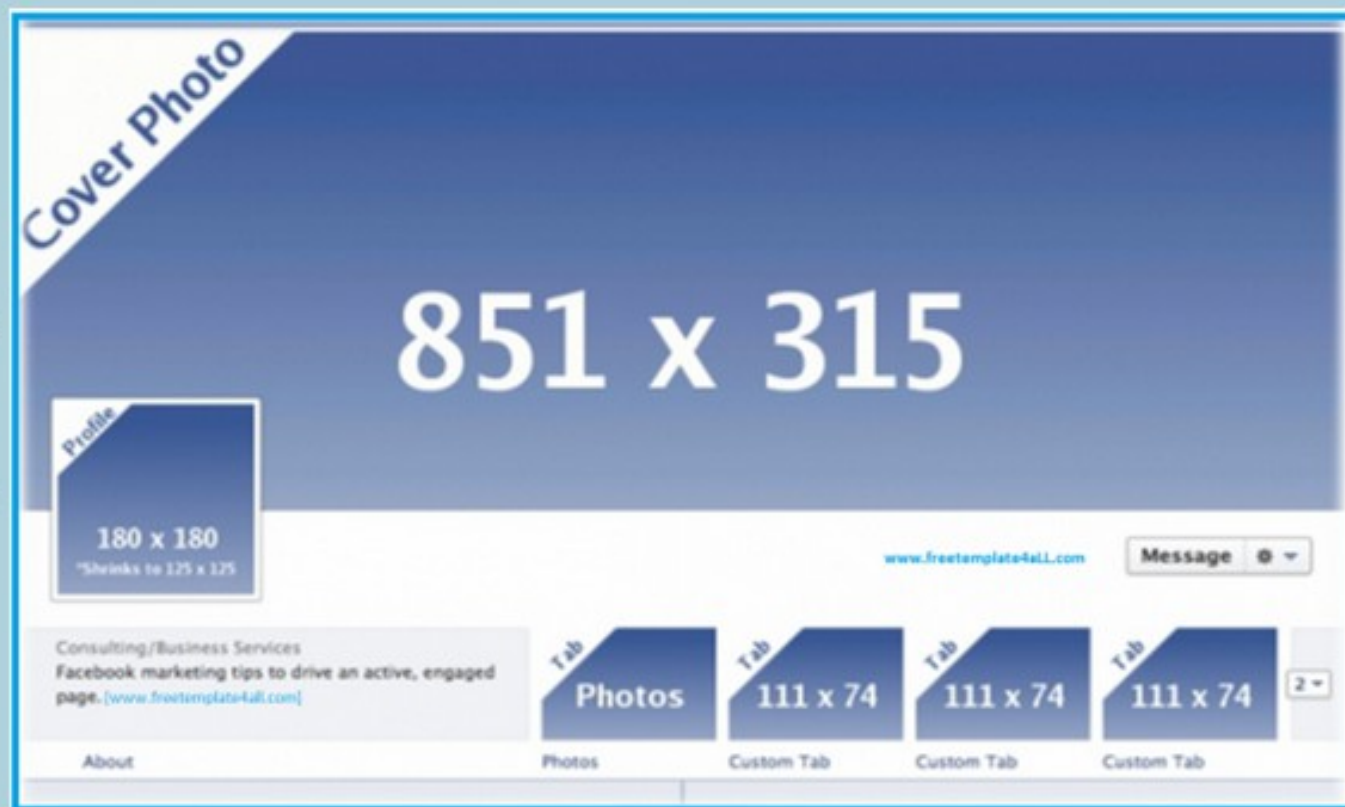 Cover Photo
851 x 315
Profile
180 x 180
*Shrinks to 125 x 125
www.freetemplate4aLL.com
Message
Consulting/Business Services
Facebook marketing tips to drive an active, engaged
page. [www.freetemplate4all.com]
Tab
Photos
Tab
111 x 74
Tab
111 x 74
Tab
111 x 74
2
About
Photos
Custom Tab
Custom Tab
Custom Tab